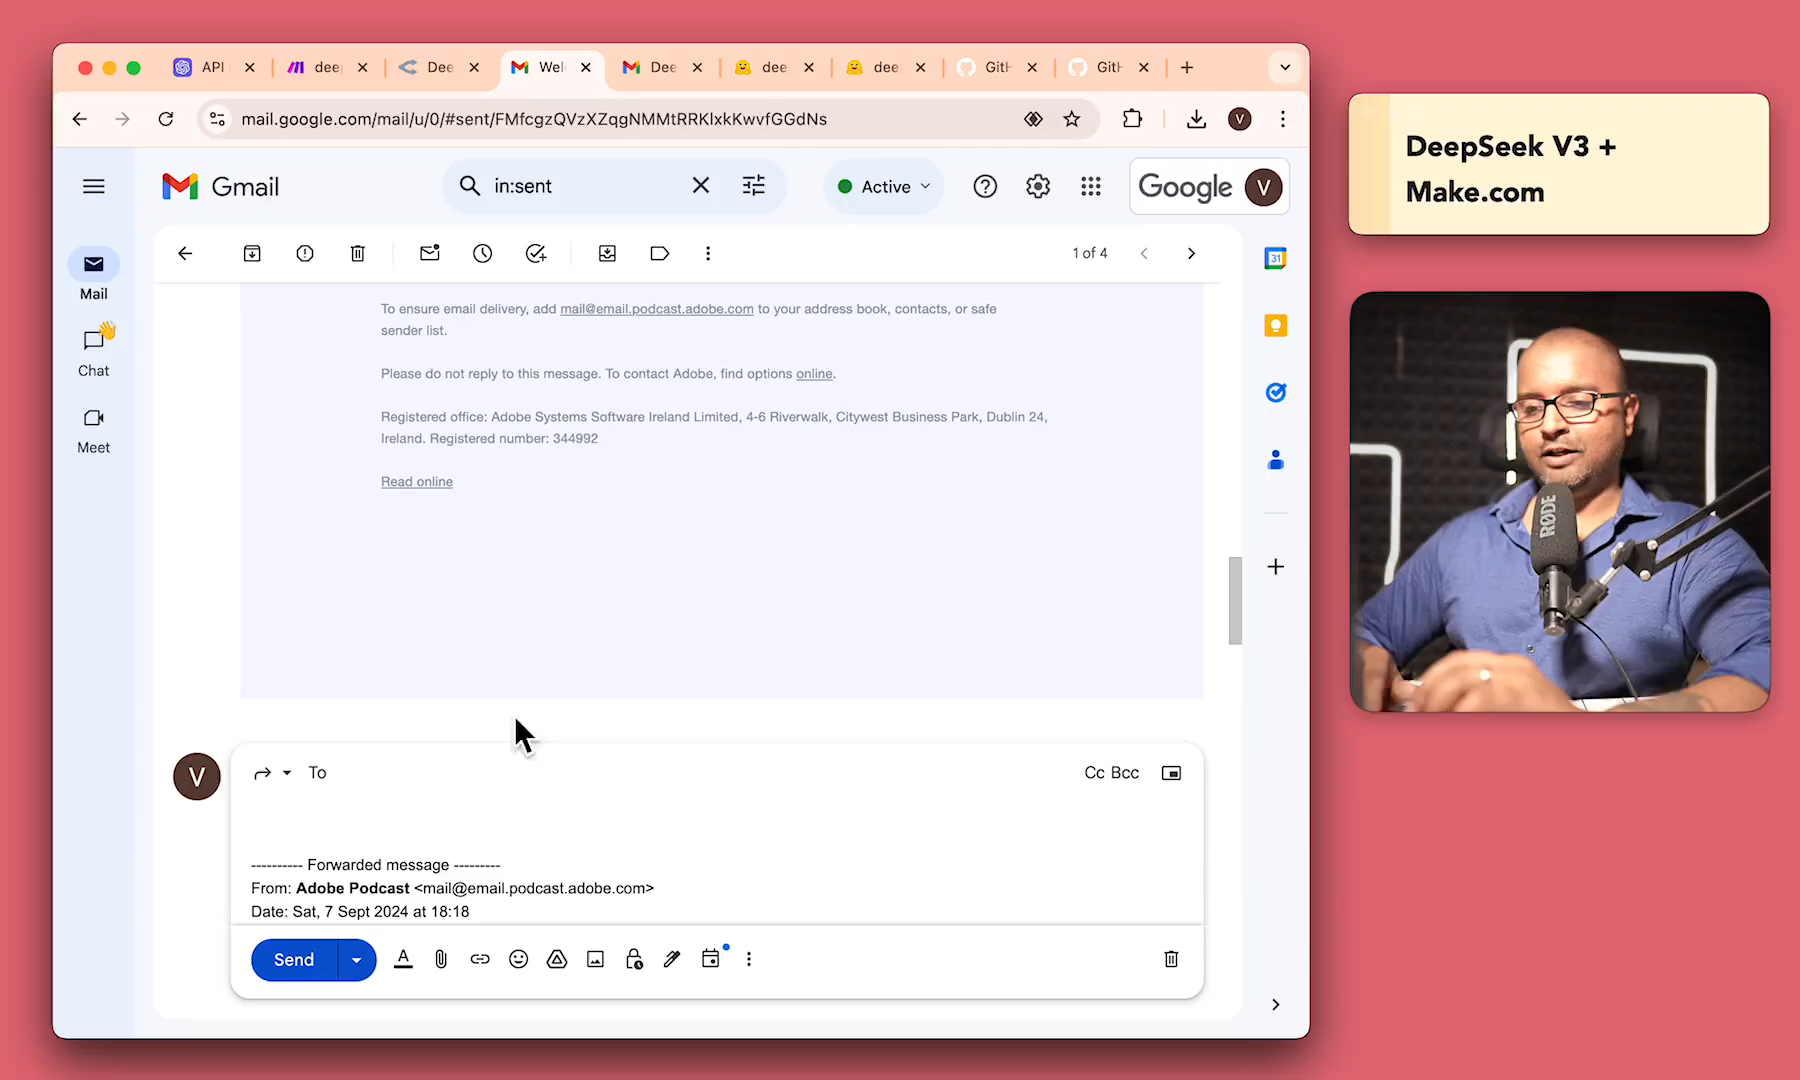 API
dee
Dee
Wel
Dee
dee
dee
GitH
GitH
mail.google.com/mail/u/0/#sent/FMfcgzQVzXZqgNMMtRRKlxkKwvfGGdNs
V
Gmail
in:sent
Active
Google
V
Mail
Chat
Meet
1 of 4
31
To ensure email delivery, add mail@email.podcast.adobe.com to your address book, contacts, or safe
sender list.
Please do not reply to this message. To contact Adobe, find options online.
Registered office: Adobe Systems Software Ireland Limited, 4-6 Riverwalk, Citywest Business Park, Dublin 24,
Ireland. Registered number: 344992
Read online
V
To
Cc Bcc
---------- Forwarded message ---------
From: Adobe Podcast <mail@email.podcast.adobe.com>
Date: Sat, 7 Sept 2024 at 18:18
Send
DeepSeek V3 +
Make.com
RØDE